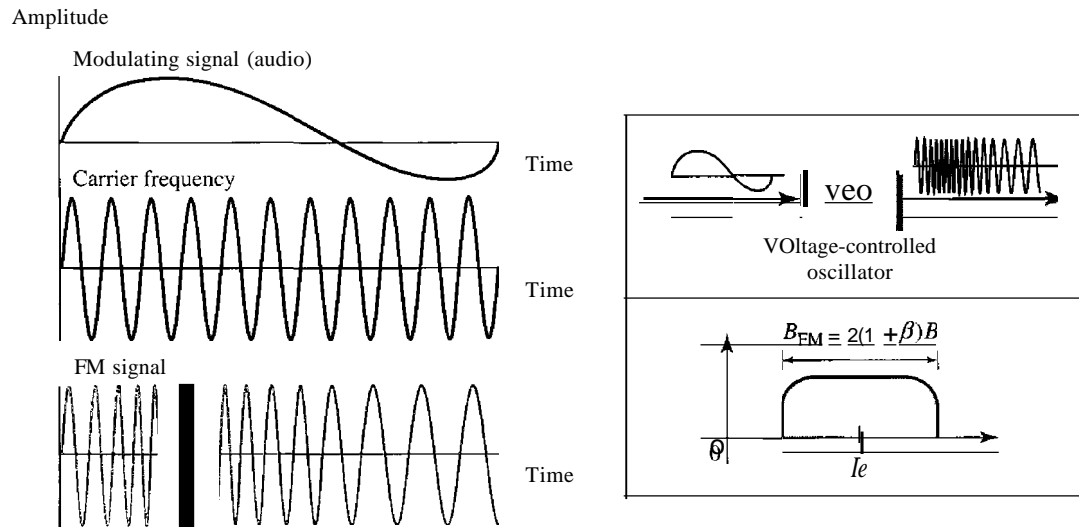 Amplitude
Modulating signal (audio)
Time
Carrier frequency
Time
FM signal
Time
veo
VOltage-controlled
oscillator
B_FM = 2(1 + β)B
0
Ie